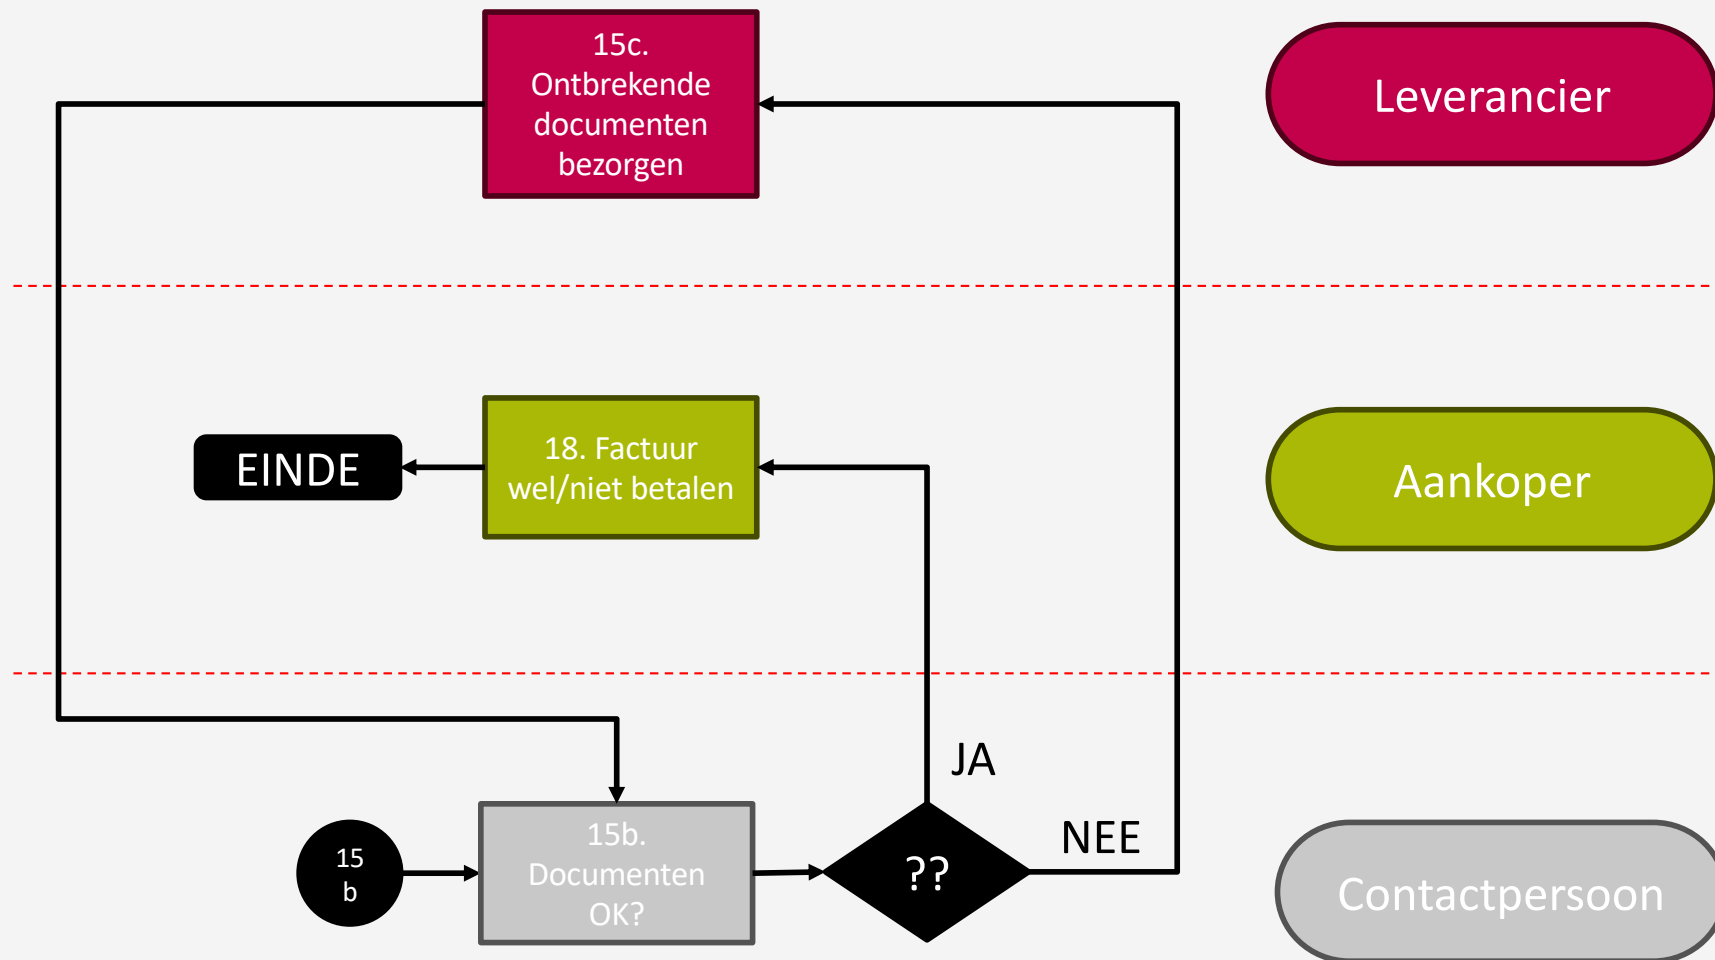 15c.
Ontbrekende
documenten
bezorgen
Leverancier
EINDE
18. Factuur
wel/niet betalen
Aankoper
JA
NEE
15
b
15b.
Documenten
OK?
??
Contactpersoon